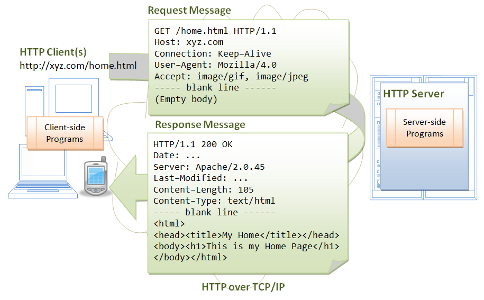 Request Message
GET /home.html HTTP/1.1
Host: xyz.com
Connection: Keep-Alive
User-Agent: Mozilla/4.0
Accept: image/gif, image/jpeg
----- blank line -----
(Empty body)
HTTP Client(s)
http://xyz.com/home.html
Client-side
Programs
HTTP Server
Server-side
Programs
Response Message
HTTP/1.1 200 OK
Date: ...
Server: Apache/2.0.45
Last-Modified: ...
Content-Length: 105
Content-Type: text/html
----- blank line -----
<html>
<head><title>My Home</title></head>
<body><h1>This is my Home Page</h1>
</body></html>
HTTP over TCP/IP